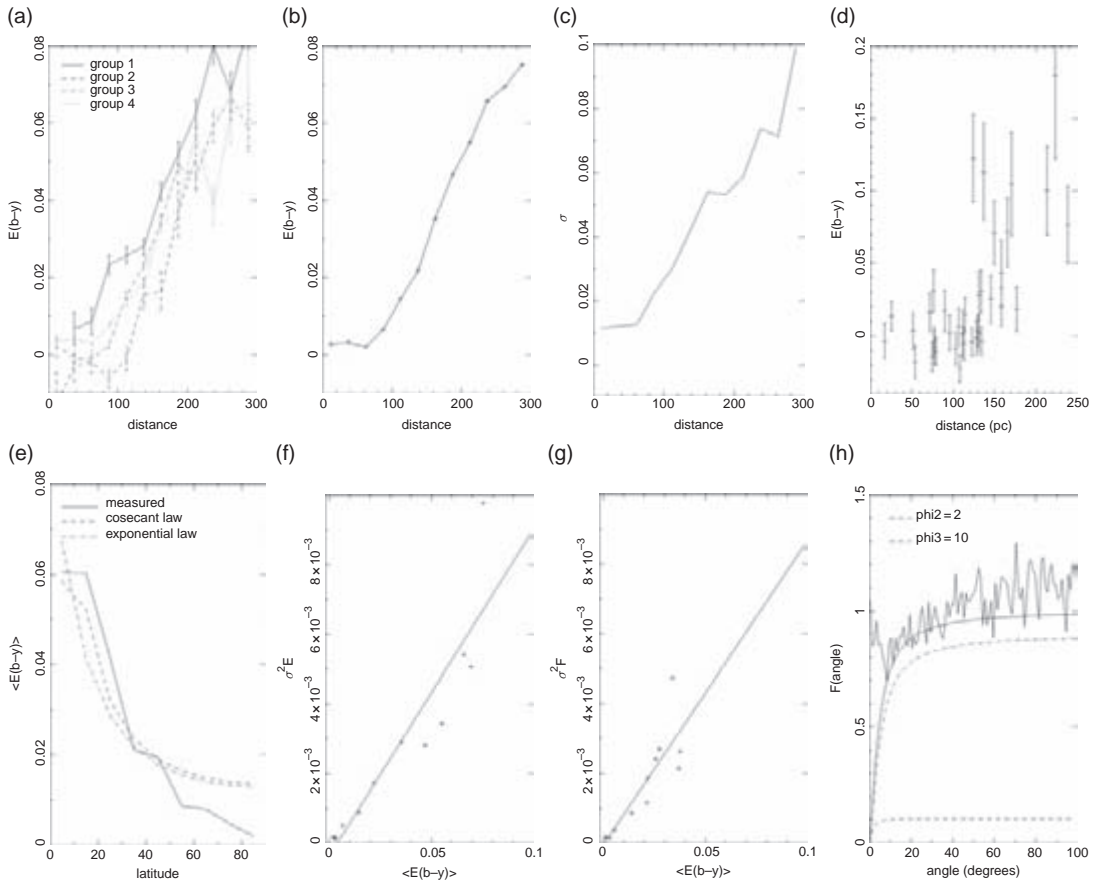 (a)
0.08
0.06
0.04
0.02
0
E(b–y)
group 1
group 2
group 3
group 4
0 100 200 300
distance
(b)
0.08
0.06
0.04
0.02
0
E(b–y)
0 100 200 300
distance
(c)
0.1
0.08
0.06
0.04
0.02
0
σ
0 100 200 300
distance
(d)
0.2
0.15
0.1
0.05
0
E(b–y)
0 50 100 150 200 250
distance (pc)
(e)
0.08
0.06
0.04
0.02
0
<E(b–y)>
measured
cosecant law
exponential law
0 20 40 60 80
latitude
(f)
8×10⁻³
6×10⁻³
4×10⁻³
2×10⁻³
0
σ²E
0 0.05 0.1
<E(b–y)>
(g)
8×10⁻³
6×10⁻³
4×10⁻³
2×10⁻³
0
σ²F
0 0.05 0.1
<E(b–y)>
(h)
1.5
1
0.5
0
F(angle)
phi2 = 2
phi3 = 10
0 20 40 60 80 100
angle (degrees)